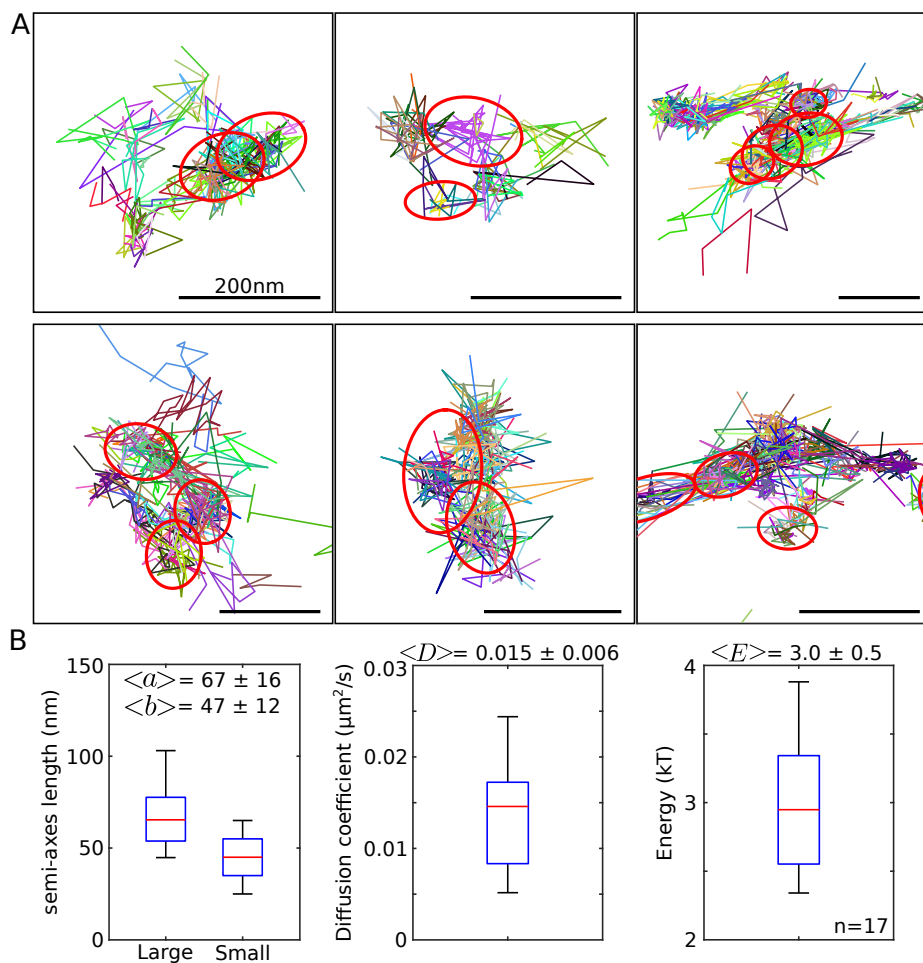 A
200nm
B
<a>= 67 ± 16
<b>= 47 ± 12
semi-axes length (nm)
150
100
50
0
Large Small
<D>= 0.015 ± 0.006
Diffusion coefficient (µm²/s)
0.03
0.02
0.01
0
<E>= 3.0 ± 0.5
Energy (kT)
4
3
2
n=17